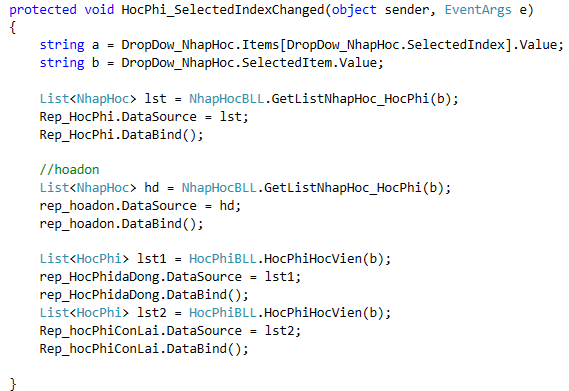 protected void HocPhi_SelectedIndexChanged(object sender, EventArgs e)
{
    string a = DropDow_NhapHoc.Items[DropDow_NhapHoc.SelectedIndex].Value;
    string b = DropDow_NhapHoc.SelectedItem.Value;

    List<NhapHoc> lst = NhapHocBLL.GetListNhapHoc_HocPhi(b);
    Rep_HocPhi.DataSource = lst;
    Rep_HocPhi.DataBind();

    //hoadon
    List<NhapHoc> hd = NhapHocBLL.GetListNhapHoc_HocPhi(b);
    rep_hoadon.DataSource = hd;
    rep_hoadon.DataBind();

    List<HocPhi> lst1 = HocPhiBLL.HocPhiHocVien(b);
    rep_HocPhidaDong.DataSource = lst1;
    rep_HocPhidaDong.DataBind();
    List<HocPhi> lst2 = HocPhiBLL.HocPhiHocVien(b);
    Rep_hocPhiConLai.DataSource = lst2;
    Rep_hocPhiConLai.DataBind();

}